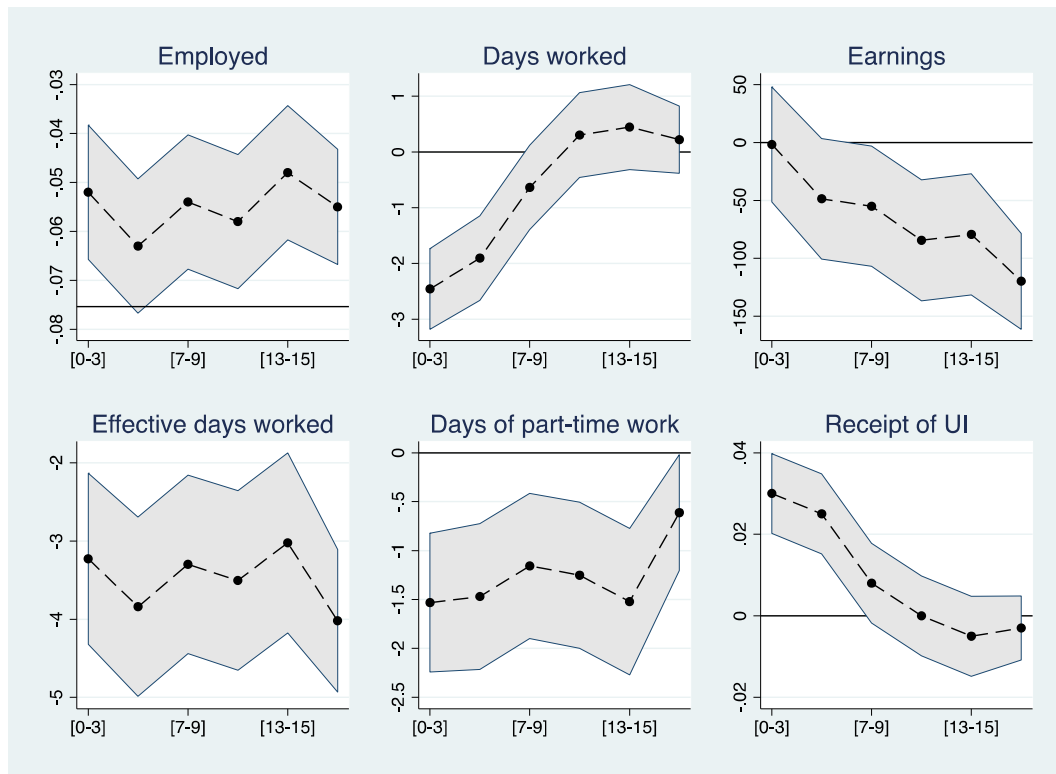 Employed
-.03
-.04
-.05
-.06
-.07
-.08
[0-3] [7-9] [13-15]
Days worked
1
0
-1
-2
-3
[0-3] [7-9] [13-15]
Earnings
50
0
-50
-100
-150
[0-3] [7-9] [13-15]
Effective days worked
-2
-3
-4
-5
[0-3] [7-9] [13-15]
Days of part-time work
0
-.5
-1
-1.5
-2
-2.5
[0-3] [7-9] [13-15]
Receipt of UI
.04
.02
0
-.02
[0-3] [7-9] [13-15]